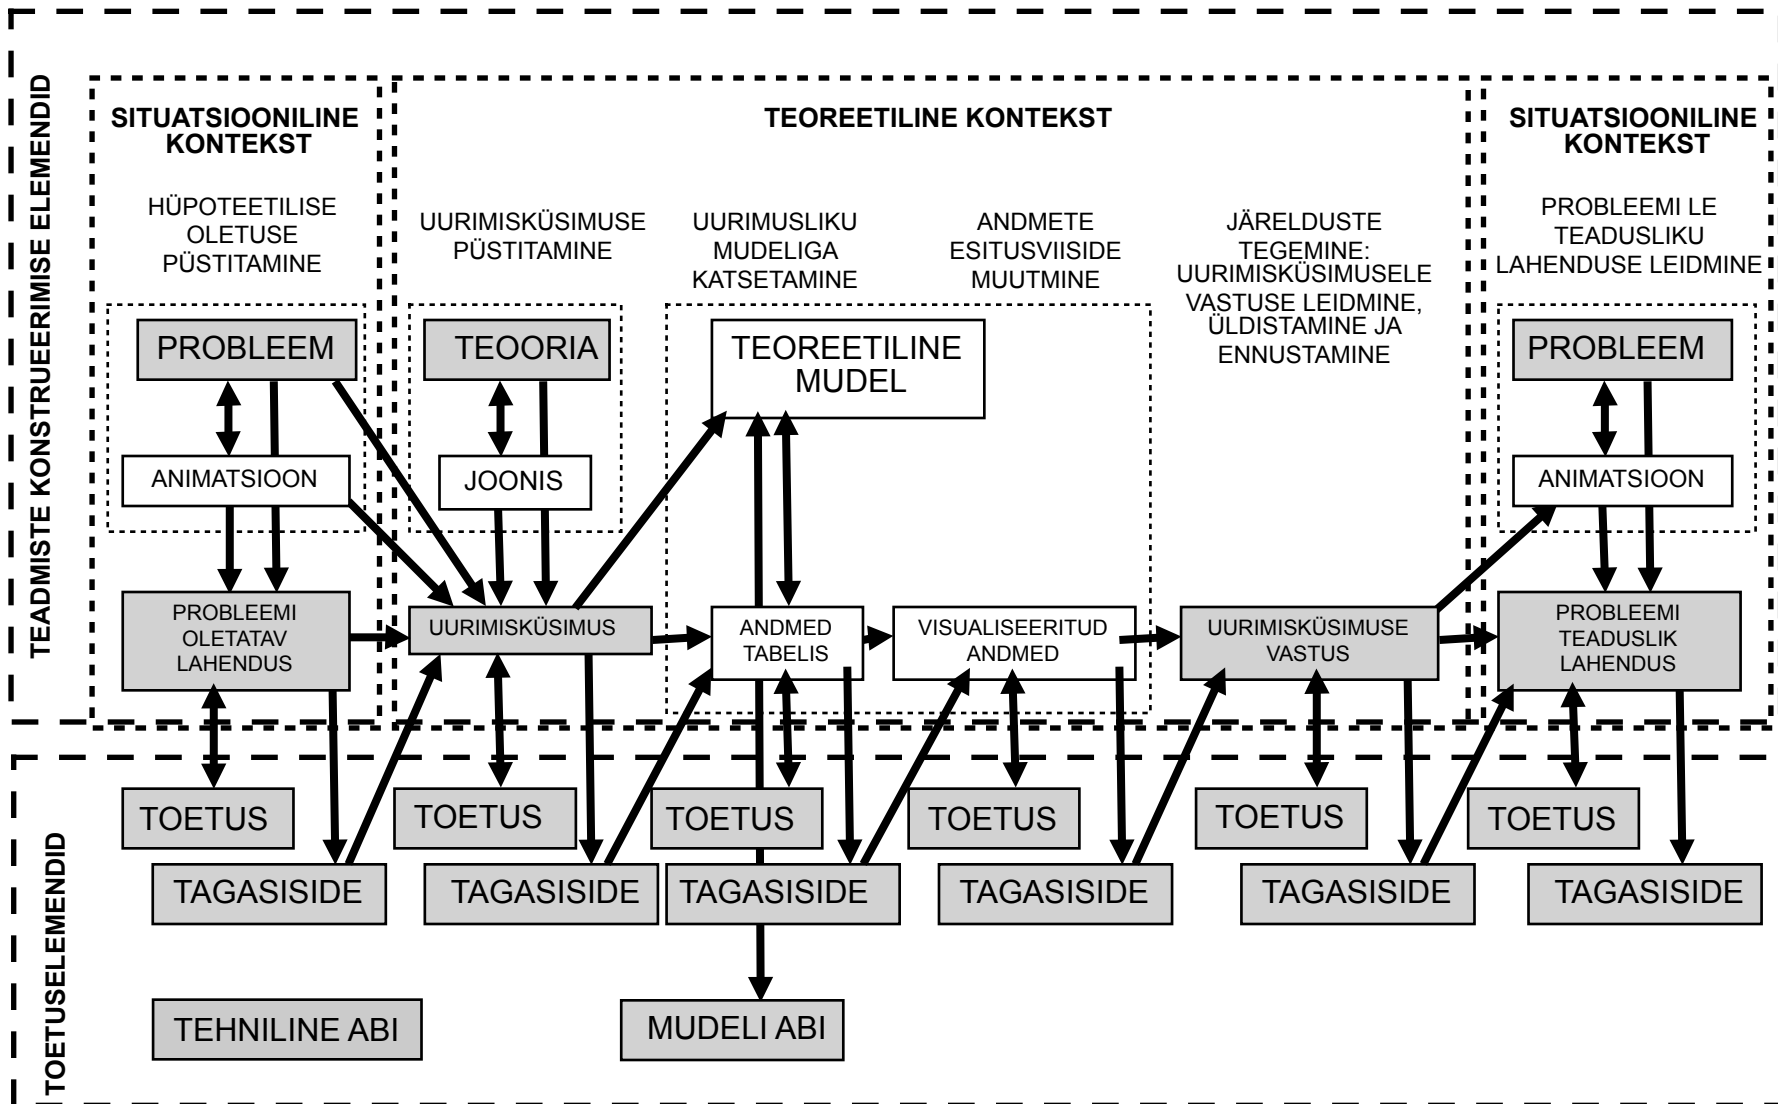 TEADMISTE KONSTRUEERIMISE ELEMENDID
SITUATSIOONILINE
KONTEKST
TEOREETILINE KONTEKST
SITUATSIOONILINE
KONTEKST
HÜPOTEETILISE
OLETUSE
PÜSTITAMINE
UURIMISKÜSIMUSE
PÜSTITAMINE
UURIMUSLIKU
MUDELIGA
KATSETAMINE
ANDMETE
ESITUSVIISIDE
MUUTMINE
JÄRELDUSTE
TEGEMINE:
UURIMISKÜSIMUSELE
VASTUSE LEIDMINE,
ÜLDISTAMINE JA
ENNUSTAMINE
PROBLEEMI LE
TEADUSLIKU
LAHENDUSE LEIDMINE
PROBLEEM
TEOORIA
TEOREETILINE
MUDEL
PROBLEEM
ANIMATSIOON
JOONIS
ANIMATSIOON
PROBLEEMI
OLETATAV
LAHENDUS
UURIMISKÜSIMUS
ANDMED
TABELIS
VISUALISEERITUD
ANDMED
UURIMISKÜSIMUSE
VASTUS
PROBLEEMI
TEADUSLIK
LAHENDUS
TOETUSELEMENDID
TOETUS
TOETUS
TOETUS
TOETUS
TOETUS
TOETUS
TAGASISIDE
TAGASISIDE
TAGASISIDE
TAGASISIDE
TAGASISIDE
TAGASISIDE
TEHNILINE ABI
MUDELI ABI